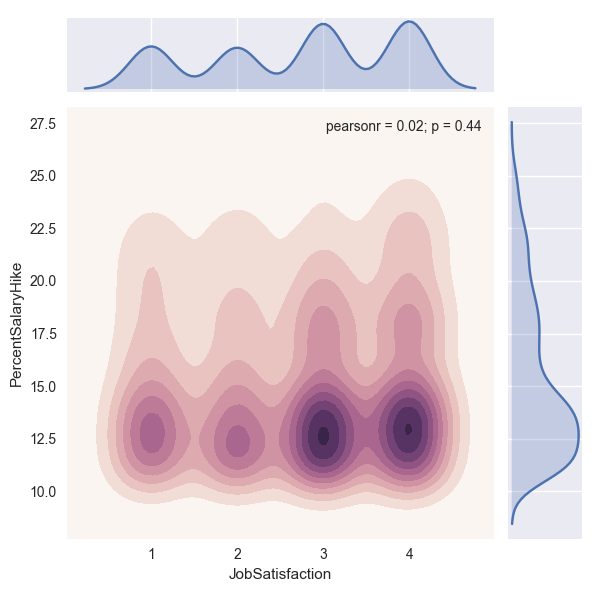 27.5
pearsonr = 0.02; p = 0.44
25.0
22.5
20.0
17.5
15.0
12.5
10.0
PercentSalaryHike
1 2 3 4
JobSatisfaction